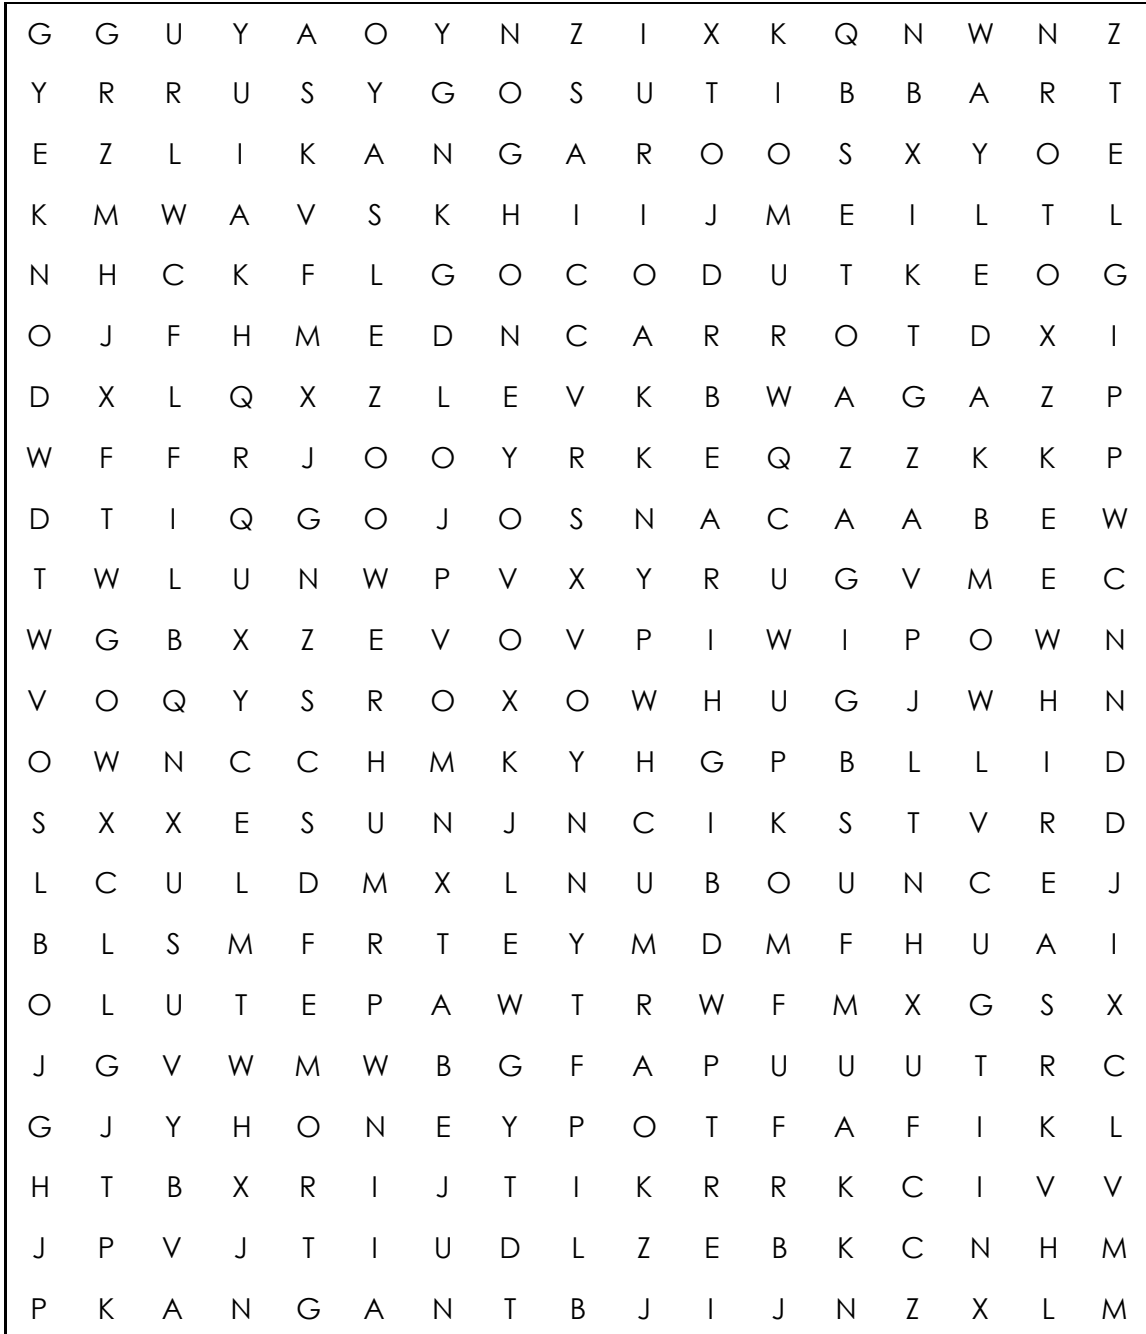 G G U Y A O Y N Z I X K Q N W N Z
Y R R U S Y G O S U T I B B A R T
E Z L I K A N G A R O O S X Y O E
K M W A V S K H I I J M E I L T L
N H C K F L G O C O D U T K E O G
O J F H M E D N C A R R O T D X I
D X L Q X Z L E V K B W A G A Z P
W F F R J O O Y R K E Q Z Z K K P
D T I Q G O J O S N A C A A B E W
T W L U N W P V X Y R U G V M E C
W G B X Z E V O V P I W I P O W N
V O Q Y S R O X O W H U G J W H N
O W N C C H M K Y H G P B L L I D
S X X E S U N J N C I K S T V R D
L C U L D M X L N U B O U N C E J
B L S M F R T E Y M D M F H U A I
O L U T E P A W T R W F M X G S X
J G V W M W B G F A P U U U T R C
G J Y H O N E Y P O T F A F I K L
H T B X R I J T I K R R K C I V V
J P V J T I U D L Z E B K C N H M
P K A N G A N T B J I J N Z X L M